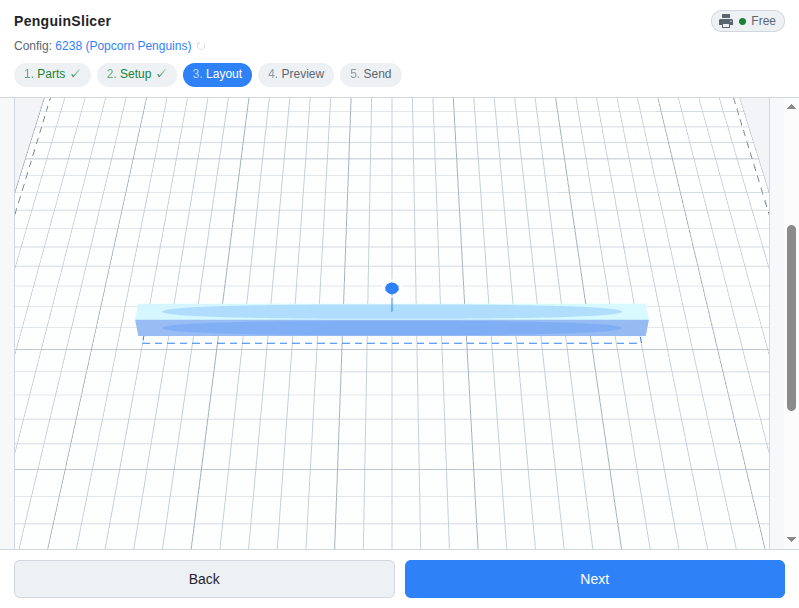 PenguinSlicer
Free
Config: 6238 (Popcorn Penguins)
1. Parts ✓
2. Setup ✓
3. Layout
4. Preview
5. Send
Back
Next